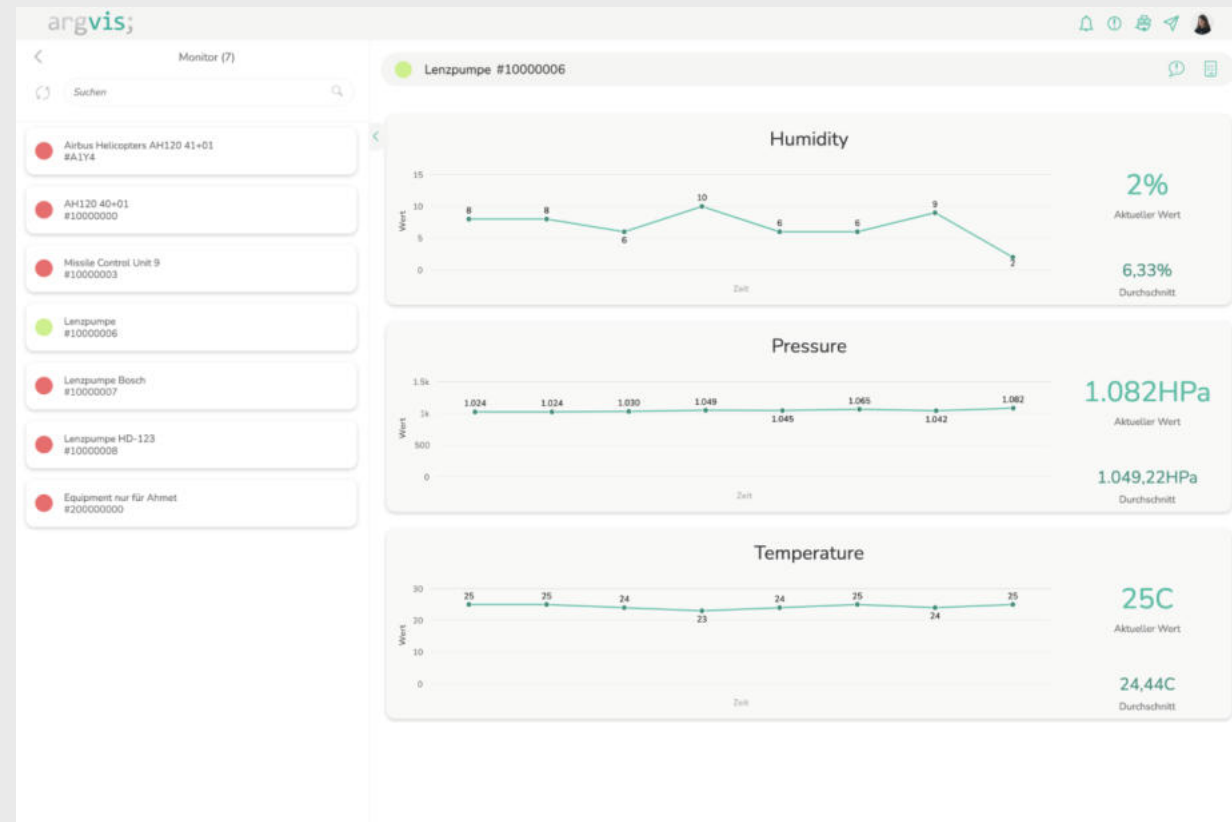 argvis;
Monitor (7)
Suchen
Airbus Helicopters AH120 41+01
#A1Y4
AH120 40+01
#10000000
Missile Control Unit 9
#10000003
Lenzpumpe
#10000006
Lenzpumpe Bosch
#10000007
Lenzpumpe HD-123
#10000008
Equipment nur für Ahmet
#200000000
Lenzpumpe #10000006
Humidity
15
10
5
0
Wert
8 8 6 10 6 6 9 2
Zeit
2%
Aktueller Wert
6,33%
Durchschnitt
Pressure
1.5k
1k
500
0
Wert
1.024 1.024 1.030 1.049 1.045 1.065 1.042 1.082
Zeit
1.082HPa
Aktueller Wert
1.049,22HPa
Durchschnitt
Temperature
30
20
10
0
Wert
25 25 24 23 24 25 24 25
Zeit
25C
Aktueller Wert
24,44C
Durchschnitt